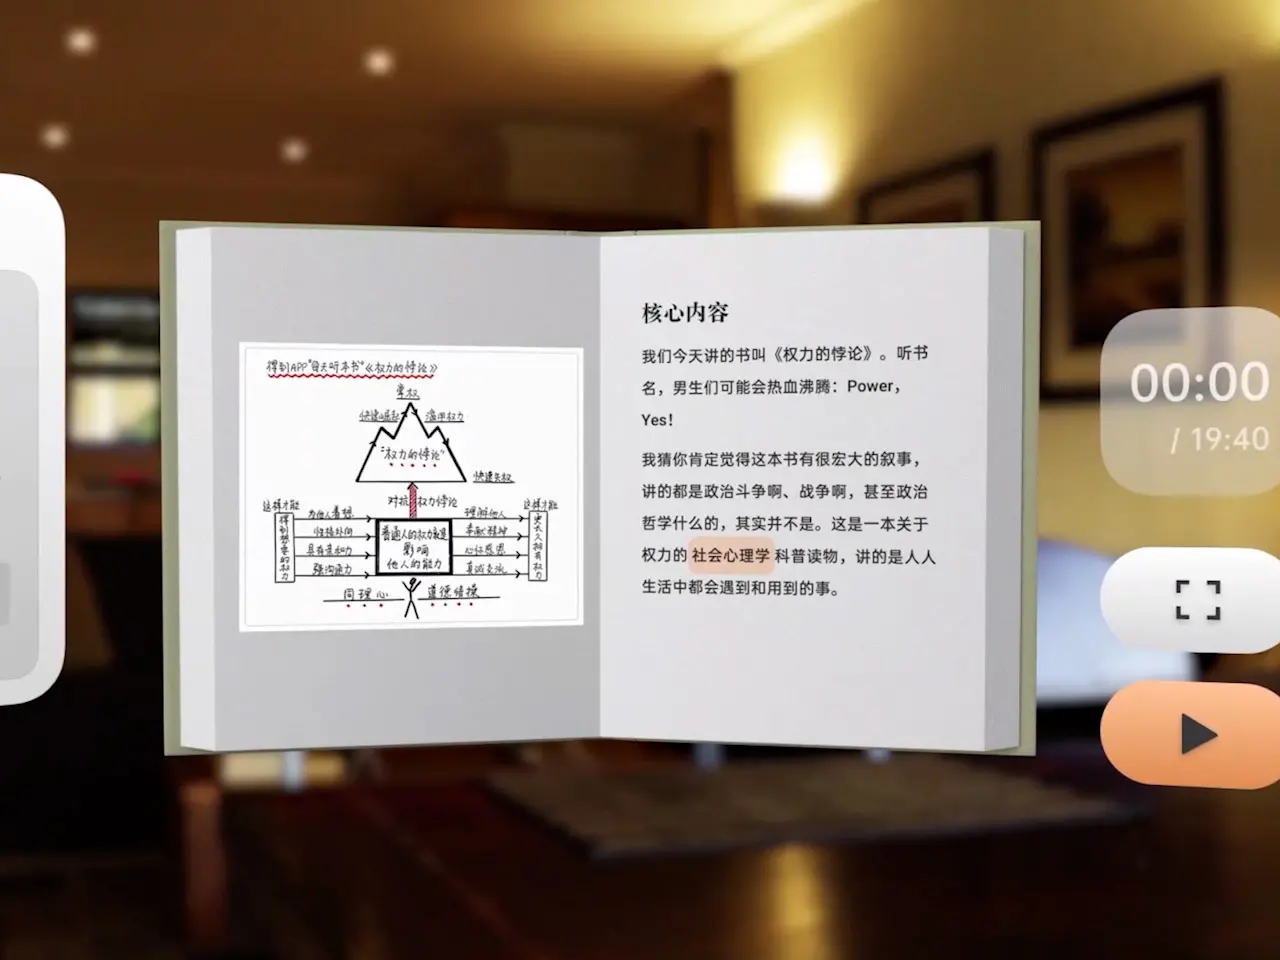 得到APP"每天听本书"《权力的悖论》
掌权
快速崛起
滥用权力
"权力的悖论"
快速失权
对抗权力悖论
这样才能
得到想要的权力
为他人着想
归指外向
具有亲和力
强沟通力
普通人的权力就是
影响
他人的能力
理解他人
奉献精神
心怀感恩
真诚交流
这样才能
更长久拥有权力
同理心
道德情操
核心内容
我们今天讲的书叫《权力的悖论》。听书
名，男生们可能会热血沸腾：Power，
Yes！
我猜你肯定觉得这本书有很宏大的叙事，
讲的都是政治斗争啊、战争啊，甚至政治
哲学什么的，其实并不是。这是一本关于
权力的社会心理学科普读物，讲的是人人
生活中都会遇到和用到的事。
00:00
/ 19:40